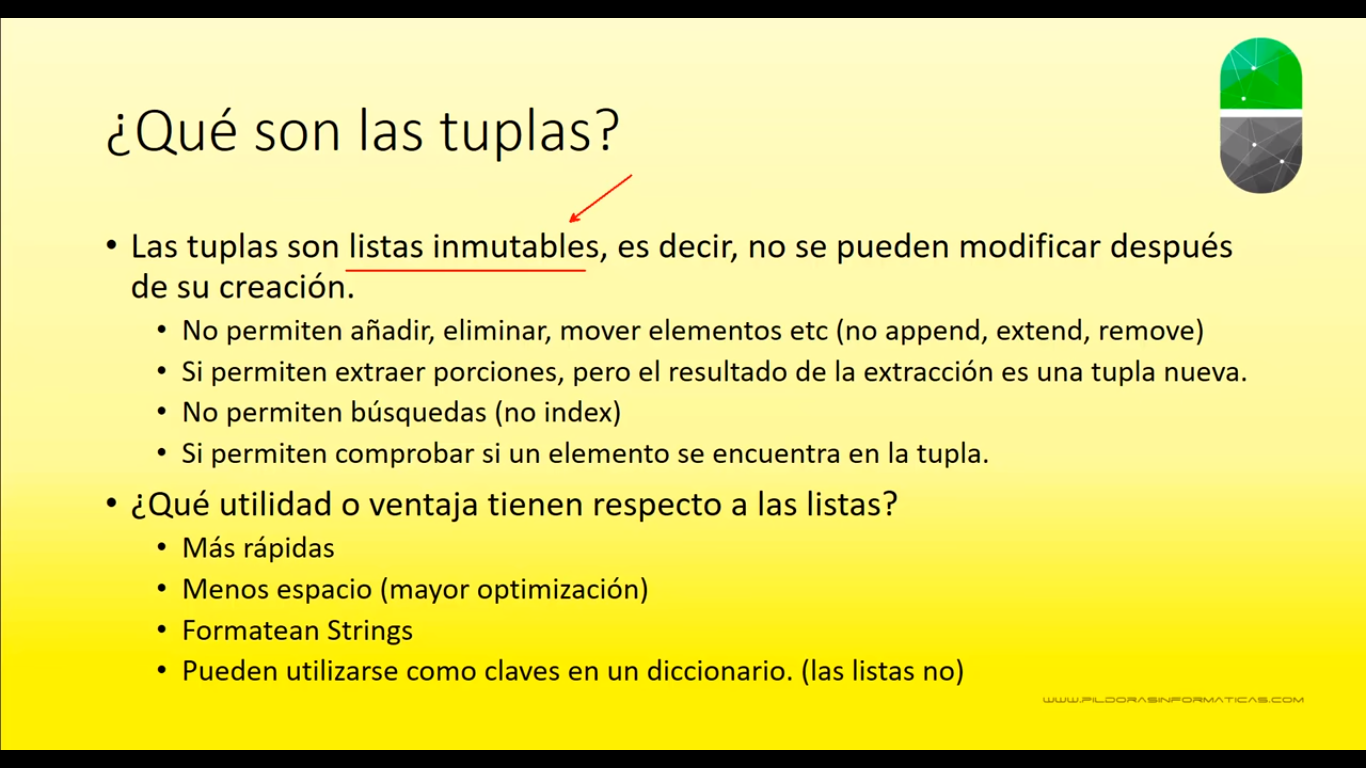 ¿Qué son las tuplas?
• Las tuplas son listas inmutables, es decir, no se pueden modificar después
de su creación.
• No permiten añadir, eliminar, mover elementos etc (no append, extend, remove)
• Si permiten extraer porciones, pero el resultado de la extracción es una tupla nueva.
• No permiten búsquedas (no index)
• Si permiten comprobar si un elemento se encuentra en la tupla.
• ¿Qué utilidad o ventaja tienen respecto a las listas?
• Más rápidas
• Menos espacio (mayor optimización)
• Formatean Strings
• Pueden utilizarse como claves en un diccionario. (las listas no)
WWW.PILDORASINFORMATICAS.COM